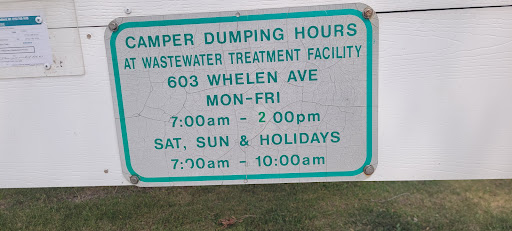 CAMPER DUMPING HOURS
AT WASTEWATER TREATMENT FACILITY
603 WHELEN AVE
MON-FRI
7:00am - 2:00pm
SAT, SUN & HOLIDAYS
7:00am - 10:00am